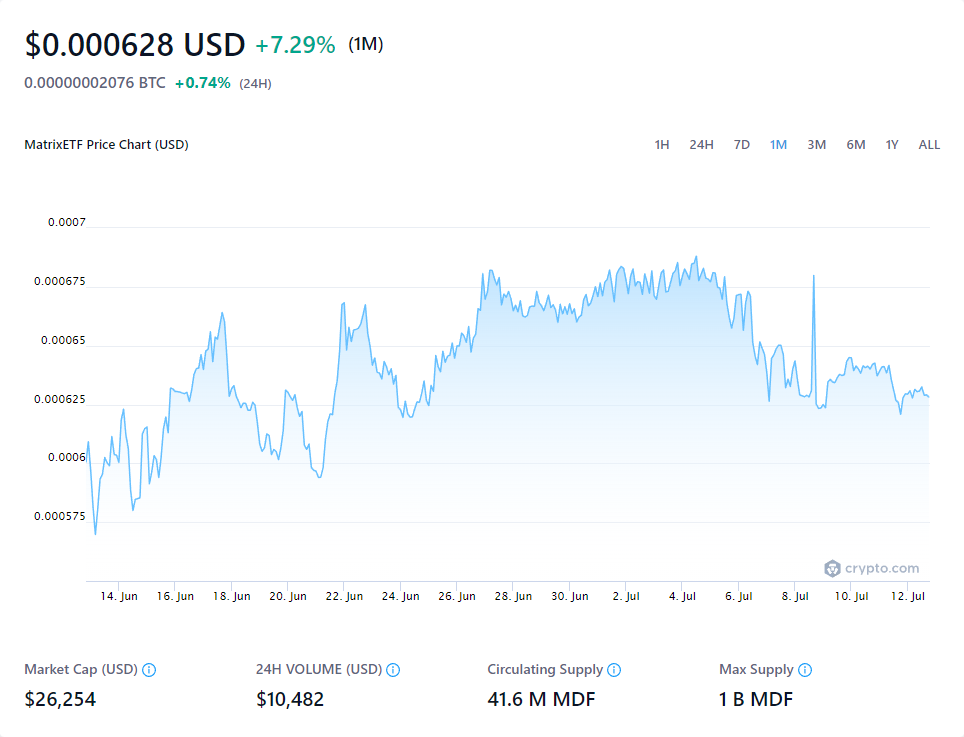 $0.000628 USD +7.29% (1M)
0.00000002076 BTC +0.74% (24H)
MatrixETF Price Chart (USD) 1H 24H 7D 1M 3M 6M 1Y ALL
0.0007
0.000675
0.00065
0.000625
0.0006
0.000575
crypto.com
14. Jun 16. Jun 18. Jun 20. Jun 22. Jun 24. Jun 26. Jun 28. Jun 30. Jun 2. Jul 4. Jul 6. Jul 8. Jul 10. Jul 12. Jul
Market Cap (USD) 24H VOLUME (USD) Circulating Supply Max Supply
$26,254 $10,482 41.6 M MDF 1 B MDF